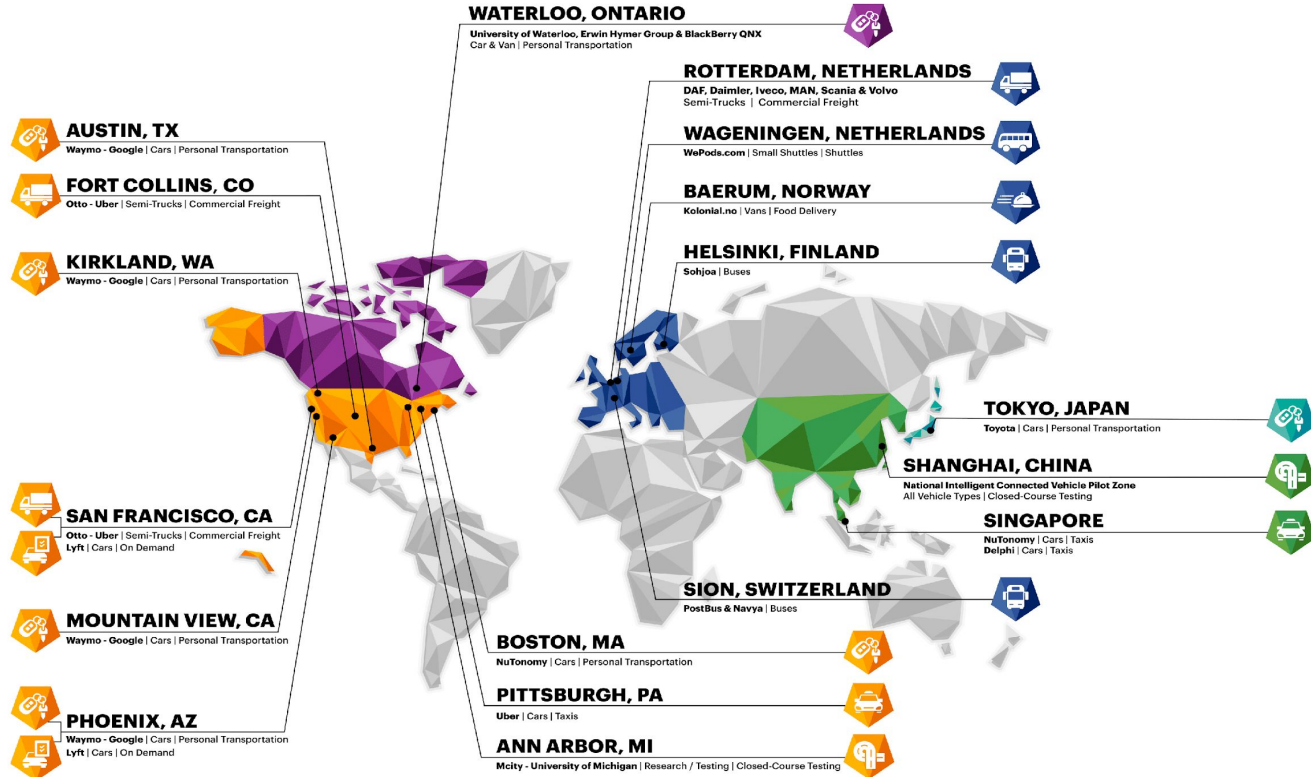 WATERLOO, ONTARIO
University of Waterloo, Erwin Hymer Group & BlackBerry QNX
Car & Van | Personal Transportation
ROTTERDAM, NETHERLANDS
DAF, Daimler, Iveco, MAN, Scania & Volvo
Semi-Trucks | Commercial Freight
WAGENINGEN, NETHERLANDS
WePods.com | Small Shuttles | Shuttles
BAERUM, NORWAY
Kolonial.no | Vans | Food Delivery
HELSINKI, FINLAND
Sohjoa | Buses
AUSTIN, TX
Waymo - Google | Cars | Personal Transportation
FORT COLLINS, CO
Otto - Uber | Semi-Trucks | Commercial Freight
KIRKLAND, WA
Waymo - Google | Cars | Personal Transportation
TOKYO, JAPAN
Toyota | Cars | Personal Transportation
SHANGHAI, CHINA
National Intelligent Connected Vehicle Pilot Zone
All Vehicle Types | Closed-Course Testing
SINGAPORE
NuTonomy | Cars | Taxis
Delphi | Cars | Taxis
SAN FRANCISCO, CA
Otto - Uber | Semi-Trucks | Commercial Freight
Lyft | Cars | On Demand
SION, SWITZERLAND
PostBus & Navya | Buses
MOUNTAIN VIEW, CA
Waymo - Google | Cars | Personal Transportation
BOSTON, MA
NuTonomy | Cars | Personal Transportation
PITTSBURGH, PA
Uber | Cars | Taxis
PHOENIX, AZ
Waymo - Google | Cars | Personal Transportation
Lyft | Cars | On Demand
ANN ARBOR, MI
Mcity - University of Michigan | Research / Testing | Closed-Course Testing